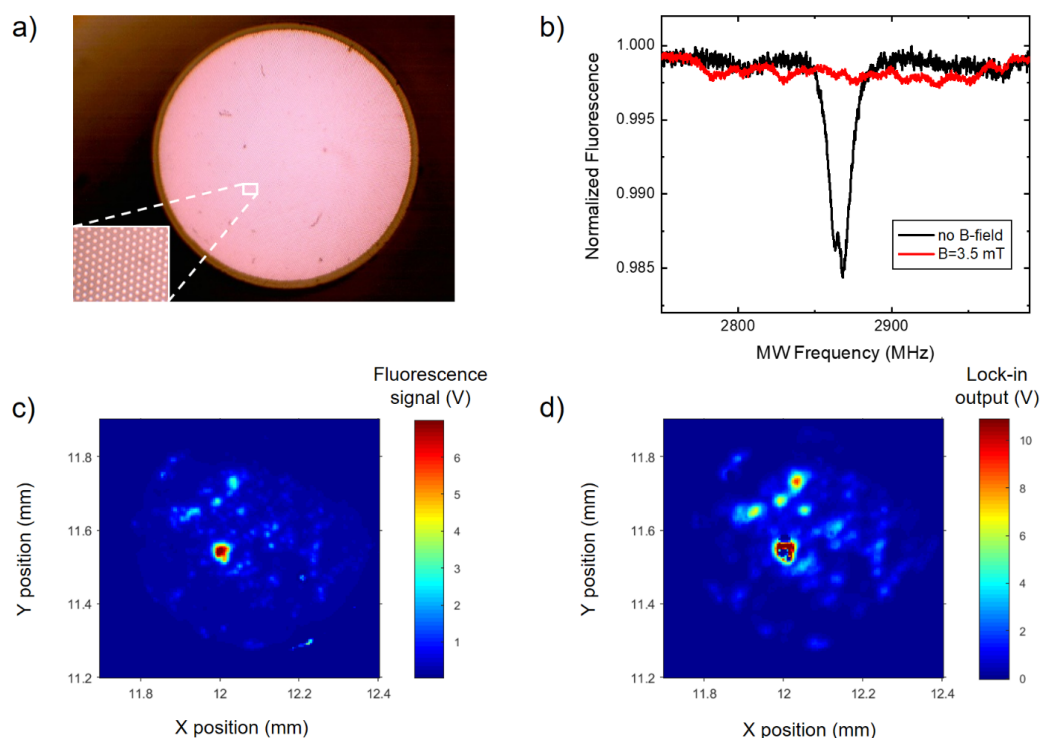 a)
b)
1.000
0.995
0.990
0.985
Normalized Fluorescence
no B-field
B=3.5 mT
2800
2900
MW Frequency (MHz)
c)
Fluorescence
signal (V)
11.8
11.6
11.4
11.2
Y position (mm)
11.8
12
12.2
12.4
X position (mm)
6
5
4
3
2
1
d)
Lock-in
output (V)
11.8
11.6
11.4
11.2
Y position (mm)
11.8
12
12.2
12.4
X position (mm)
10
8
6
4
2
0